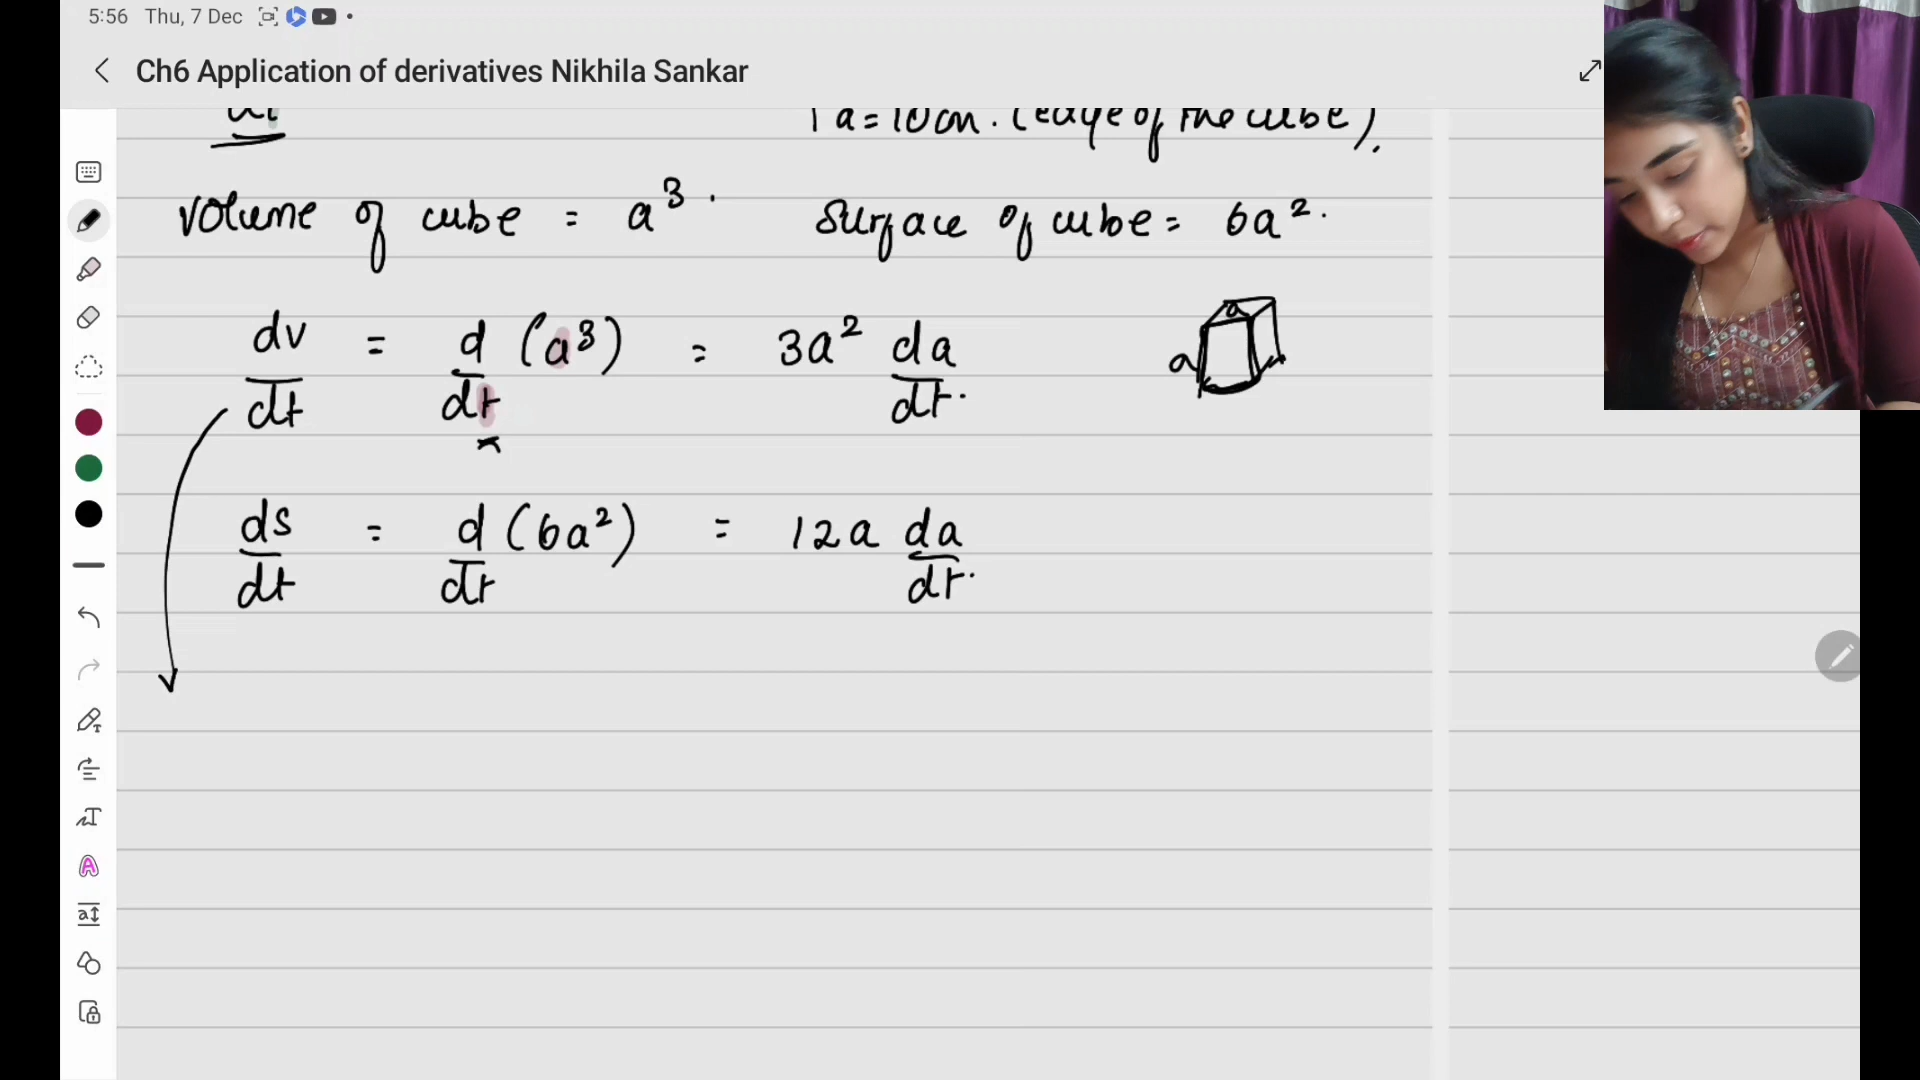 5:56 Thu, 7 Dec
Ch6 Application of derivatives Nikhila Sankar
a = 10cm. (edge of the cube).
Volume of cube = a³. Surface of cube = 6a².
dv/dt = d/dt (a³) = 3a² da/dt.
a
a
ds/dt = d/dt (6a²) = 12a da/dt.